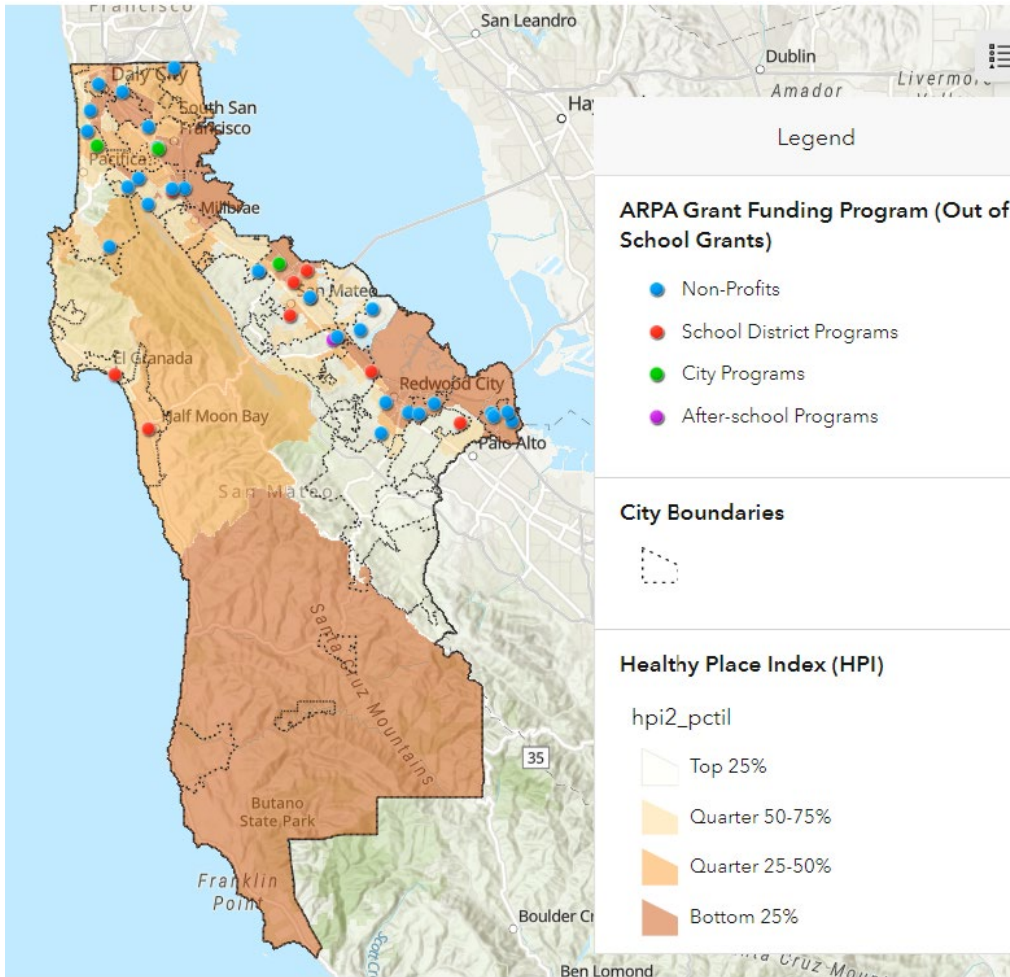 Francisco
San Leandro
Dublin
Amador
Livermore
Daly City
South San
Francisco
Pacifica
Millbrae
San Mateo
El Granada
Half Moon Bay
Redwood City
Palo Alto
San Mateo
Santa Cruz Mountains
35
Butano
State Park
Franklin
Point
Boulder Cr
Ben Lomond
Legend
ARPA Grant Funding Program (Out of
School Grants)
Non-Profits
School District Programs
City Programs
After-school Programs
City Boundaries
Healthy Place Index (HPI)
hpi2_pctil
Top 25%
Quarter 50-75%
Quarter 25-50%
Bottom 25%